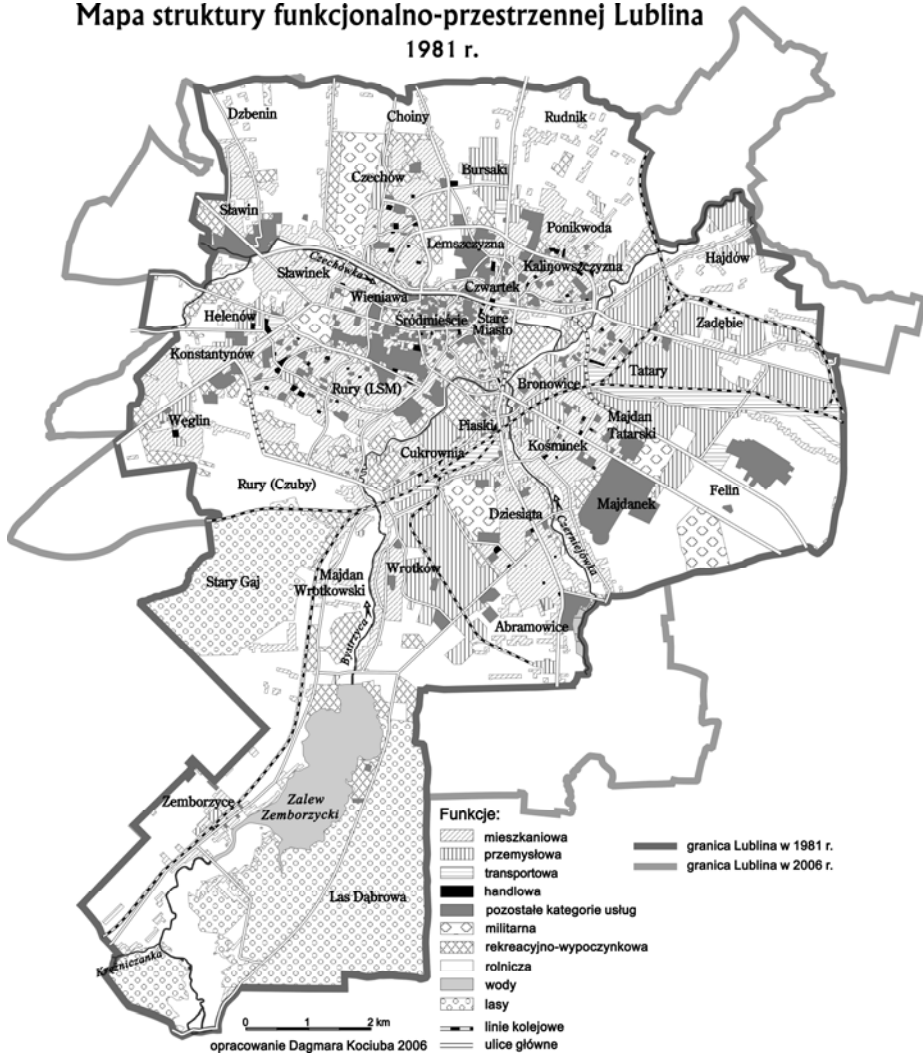 Mapa struktury funkcjonalno-przestrzennej Lublina
1981 r.
Dzbenin
Choiny
Rudnik
Czechów
Bursaki
Sławin
Ponikwoda
Lemszczyzna
Hajdów
Kalinowszczyzna
Sławinek
Czechówka
Czwartek
Wieniawa
Helenów
Śródmieście
Stare
Miasto
Zadębie
Konstantynów
Tatary
Rury (LSM)
Bronowice
Węglin
Piaski
Majdan
Tatarski
Kośminek
Cukrownia
Rury (Czuby)
Felin
Majdanek
Dziesiąta
Czerniejówka
Stary Gaj
Majdan
Wrotkowski
Wrotków
Bystrzyca
Abramowice
Zemborzyce
Zalew
Zemborzycki
Las Dąbrowa
Krężniczanka
Funkcje:
mieszkaniowa
przemysłowa
transportowa
handlowa
pozostałe kategorie usług
militarna
rekreacyjno-wypoczynkowa
rolnicza
wody
lasy
linie kolejowe
ulice główne
granica Lublina w 1981 r.
granica Lublina w 2006 r.
0 1 2 km
opracowanie Dagmara Kociuba 2006